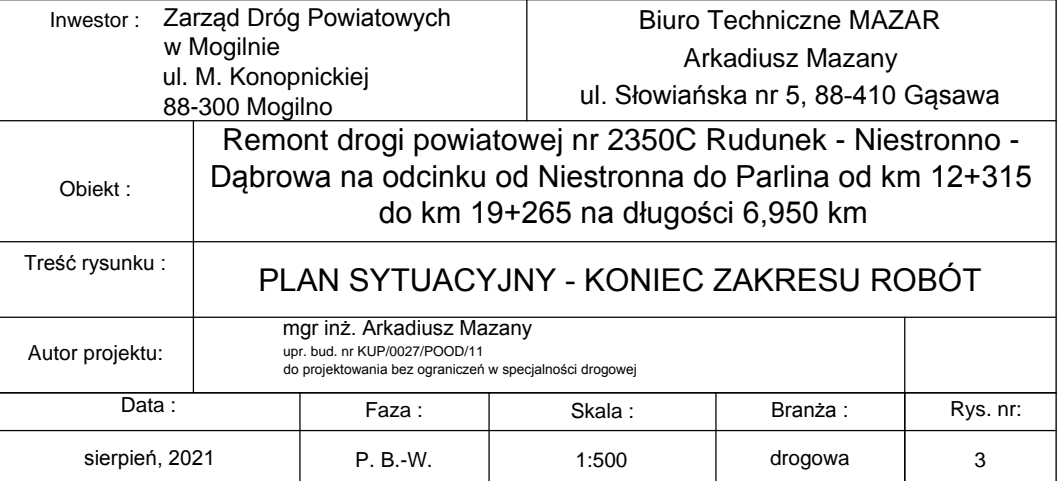 Inwestor : Zarząd Dróg Powiatowych
w Mogilnie
ul. M. Konopnickiej
88-300 Mogilno
Biuro Techniczne MAZAR
Arkadiusz Mazany
ul. Słowiańska nr 5, 88-410 Gąsawa
Obiekt :
Remont drogi powiatowej nr 2350C Rudunek - Niestronno -
Dąbrowa na odcinku od Niestronna do Parlina od km 12+315
do km 19+265 na długości 6,950 km
Treść rysunku :
PLAN SYTUACYJNY - KONIEC ZAKRESU ROBÓT
Autor projektu:
mgr inż. Arkadiusz Mazany
upr. bud. nr KUP/0027/POOD/11
do projektowania bez ograniczeń w specjalności drogowej
Data : Faza : Skala : Branża : Rys. nr:
sierpień, 2021 P. B.-W. 1:500 drogowa 3